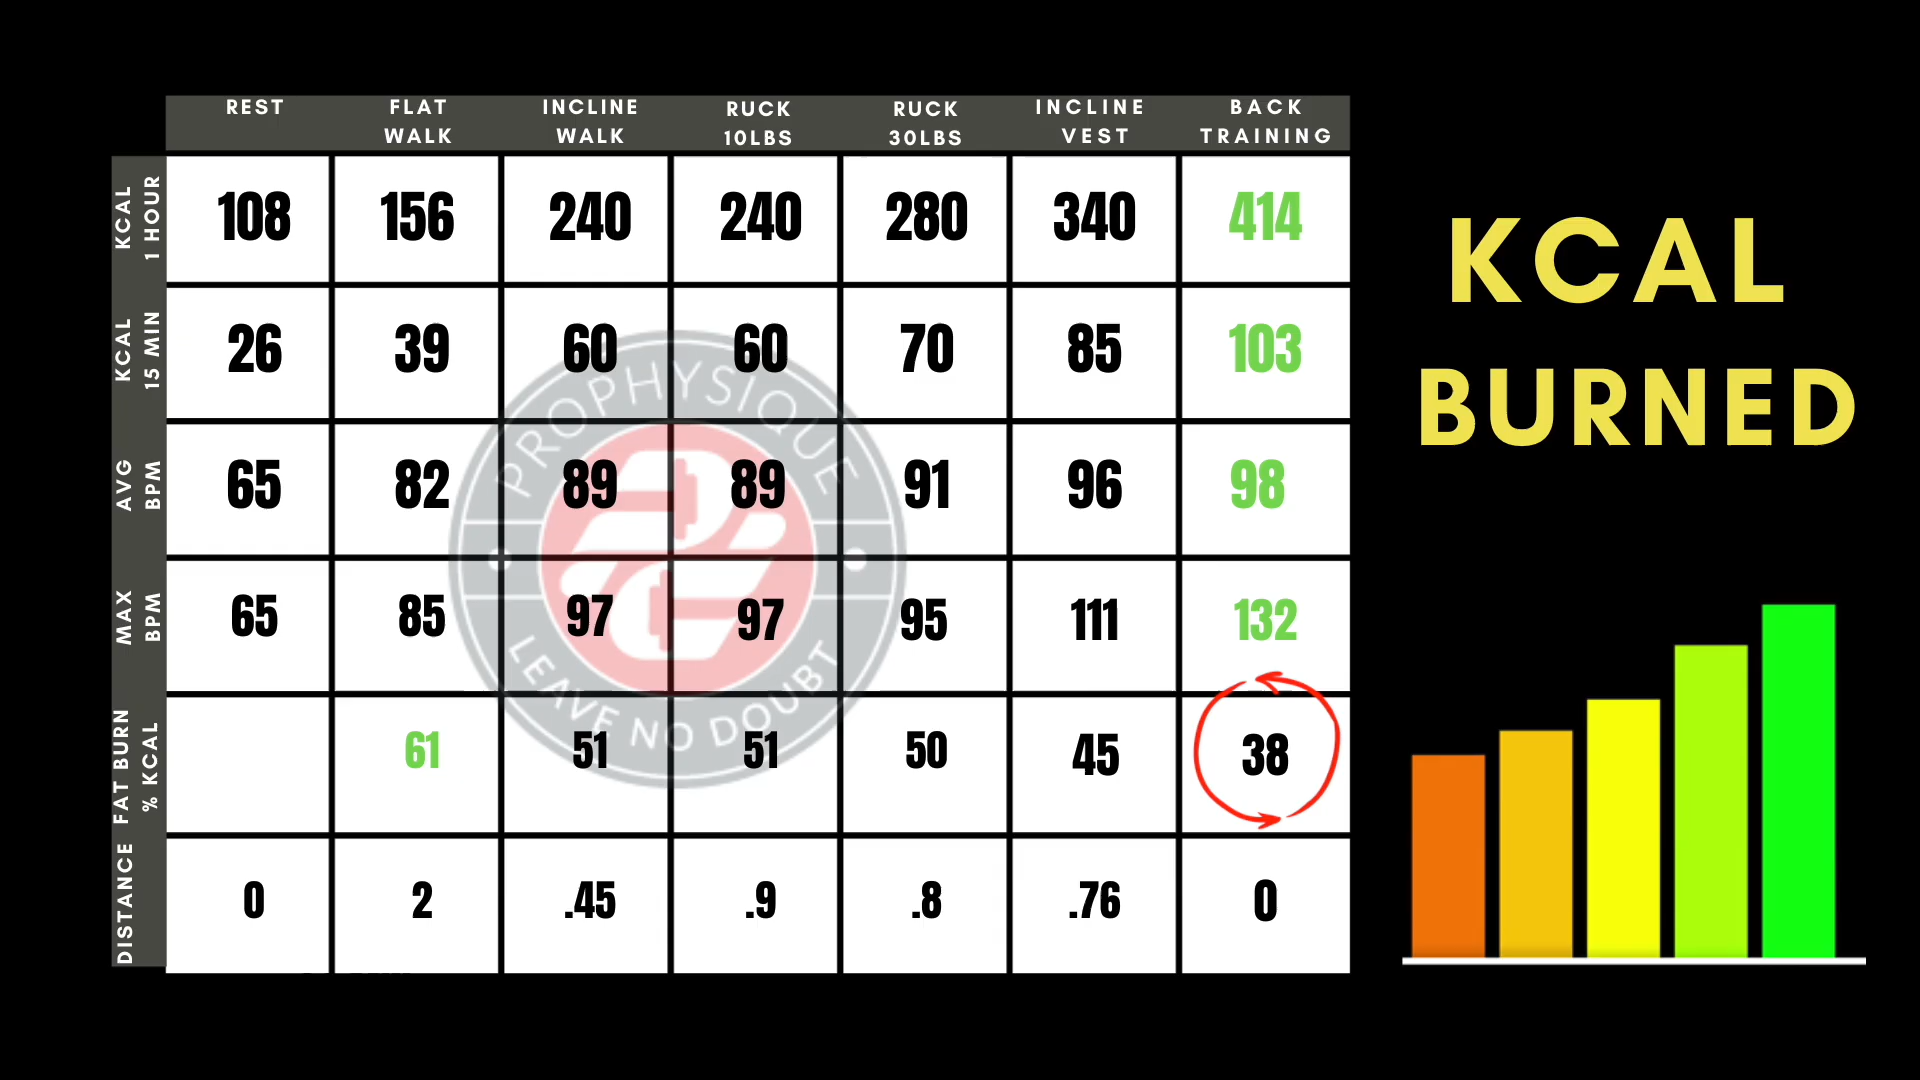 REST FLAT WALK INCLINE WALK RUCK 10LBS RUCK 30LBS INCLINE VEST BACK TRAINING
KCAL 1 HOUR 108 156 240 240 280 340 414
KCAL 15 MIN 26 39 60 60 70 85 103
AVG BPM 65 82 89 89 91 96 98
MAX BPM 65 85 97 97 95 111 132
FAT BURN % KCAL 61 51 51 50 45 38
DISTANCE 0 2 .45 .9 .8 .76 0
PROPHYSIQUE
LEAVE NO DOUBT
KCAL
BURNED